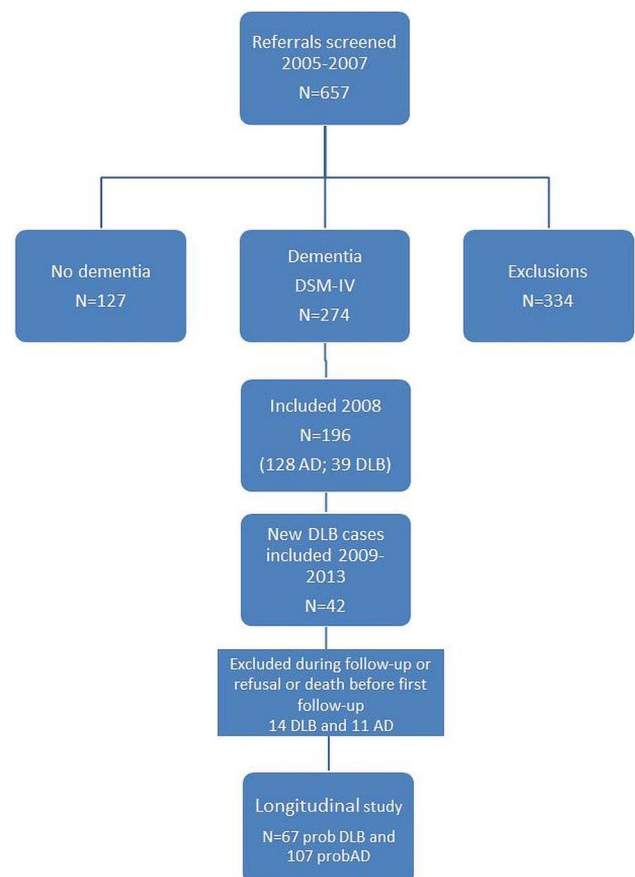 Referrals screened
2005-2007
N=657
No dementia
N=127
Dementia
DSM-IV
N=274
Exclusions
N=334
Included 2008
N=196
(128 AD; 39 DLB)
New DLB cases
included 2009-
2013
N=42
Excluded during follow-up or
refusal or death before first
follow-up
14 DLB and 11 AD
Longitudinal study
N=67 prob DLB and
107 probAD